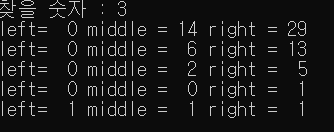 찾을 숫자 : 3
left=  0 middle = 14 right = 29
left=  0 middle =  6 right = 13
left=  0 middle =  2 right =  5
left=  0 middle =  0 right =  1
left=  1 middle =  1 right =  1